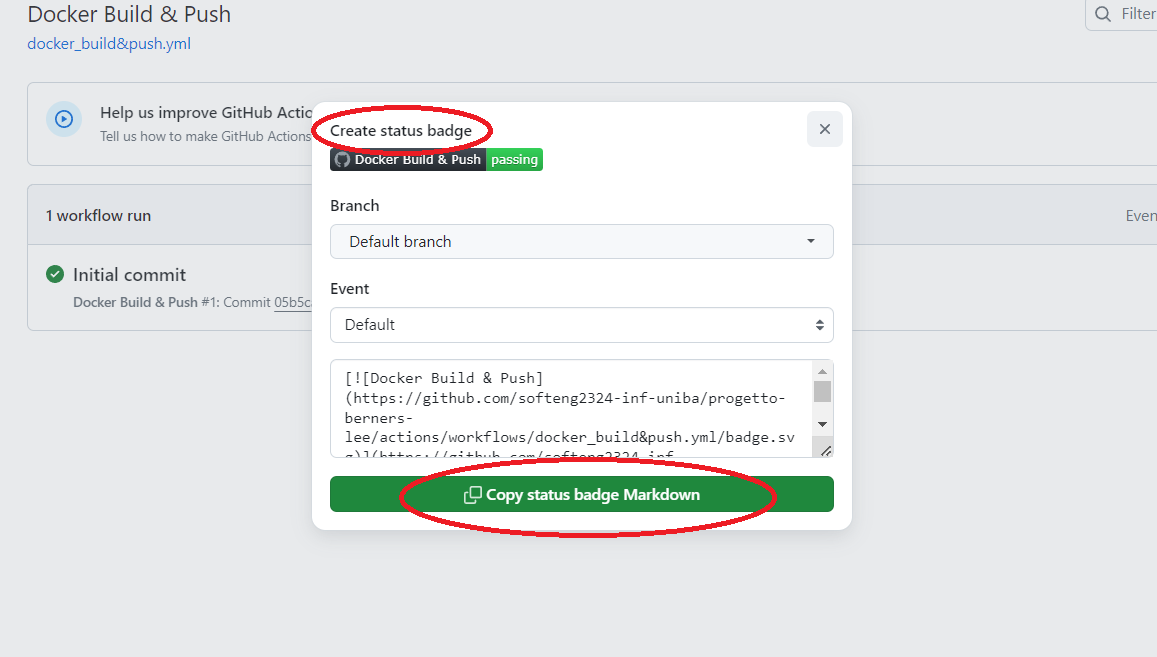 Docker Build & Push
Filter
docker_build&push.yml
Help us improve GitHub Actio
Tell us how to make GitHub Actions
Create status badge
Docker Build & Push passing
Branch
1 workflow run
Even
Default branch
Initial commit
Event
Docker Build & Push #1: Commit 05b5c
Default
[![Docker Build & Push]
(https://github.com/softeng2324-inf-uniba/progetto-
berners-
lee/actions/workflows/docker_build&push.yml/badge.sv
g)](https://github.com/softeng2324-inf-
Copy status badge Markdown